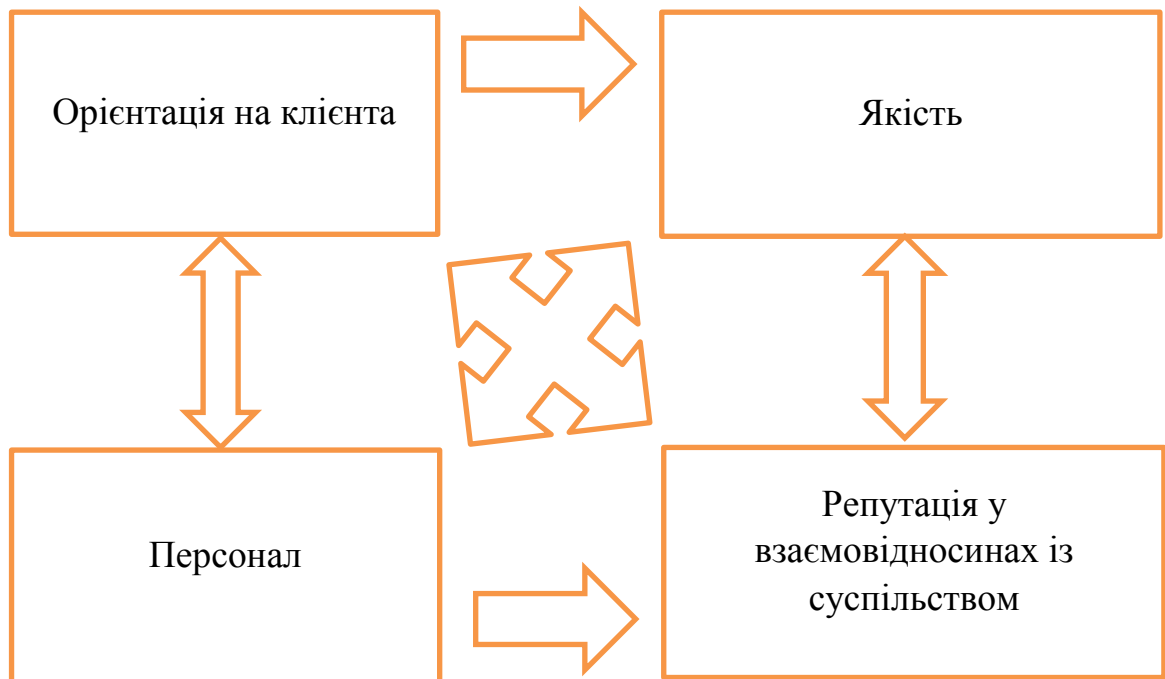 Орієнтація на клієнта
Якість
Персонал
Репутація у
взаємовідносинах із
суспільством